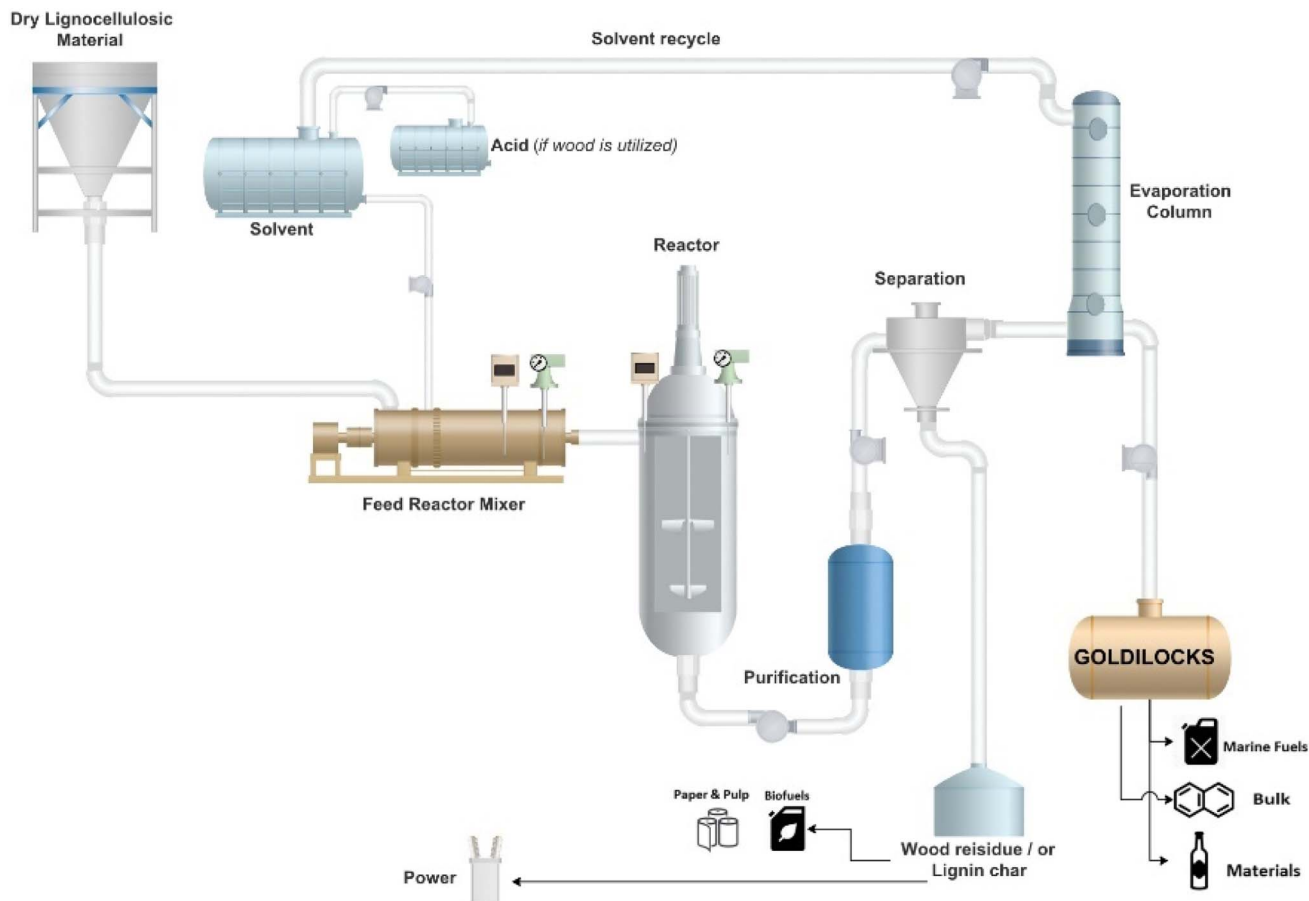 Dry Lignocellulosic
Material
Solvent recycle
Acid (if wood is utilized)
Solvent
Evaporation
Column
Reactor
Separation
Feed Reactor Mixer
Purification
GOLDILOCKS
Marine Fuels
Bulk
Materials
Paper & Pulp
Biofuels
Wood reisidue / or
Lignin char
Power